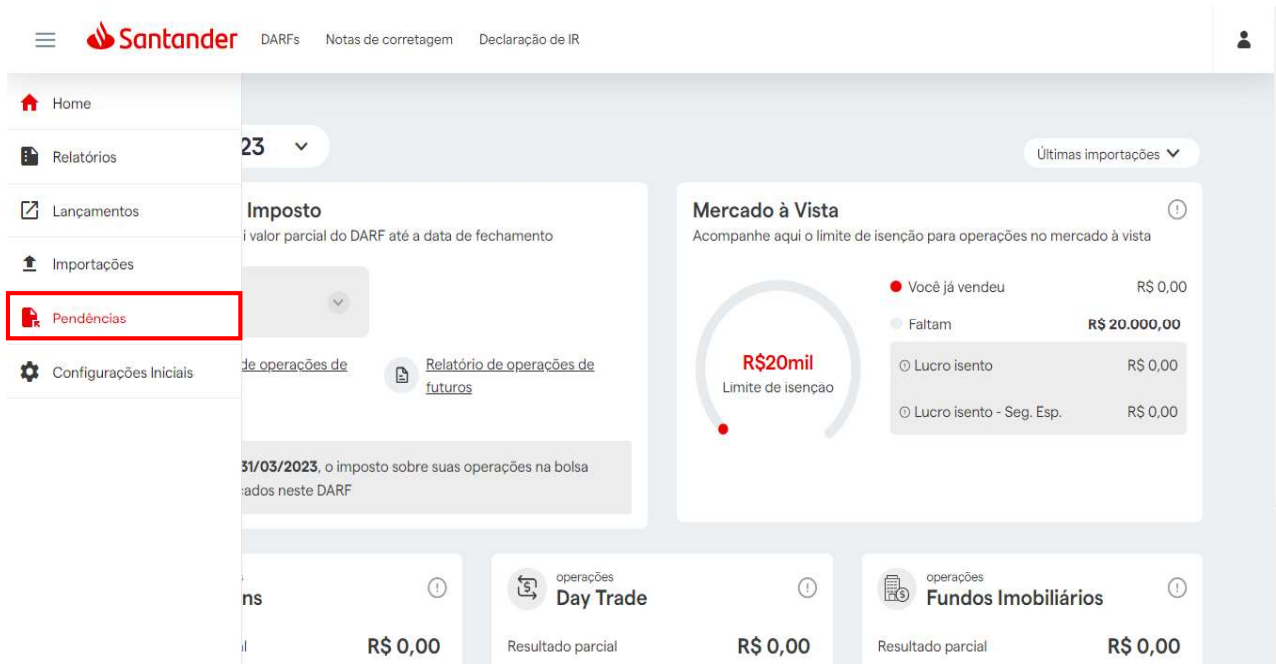 Santander
DARFs
Notas de corretagem
Declaração de IR
Home
Relatórios
Lançamentos
Importações
Pendências
Configurações Iniciais
23
Últimas importações
Imposto
valor parcial do DARF até a data de fechamento
de operações de
Relatório de operações de
futuros
31/03/2023, o imposto sobre suas operações na bolsa
neste DARF
Mercado à Vista
Acompanhe aqui o limite de isenção para operações no mercado à vista
R$20mil
Limite de isenção
Você já vendeu R$ 0,00
Faltam R$ 20.000,00
Lucro isento R$ 0,00
Lucro isento - Seg. Esp. R$ 0,00
ns
R$ 0,00
operações
Day Trade
Resultado parcial R$ 0,00
operações
Fundos Imobiliários
Resultado parcial R$ 0,00